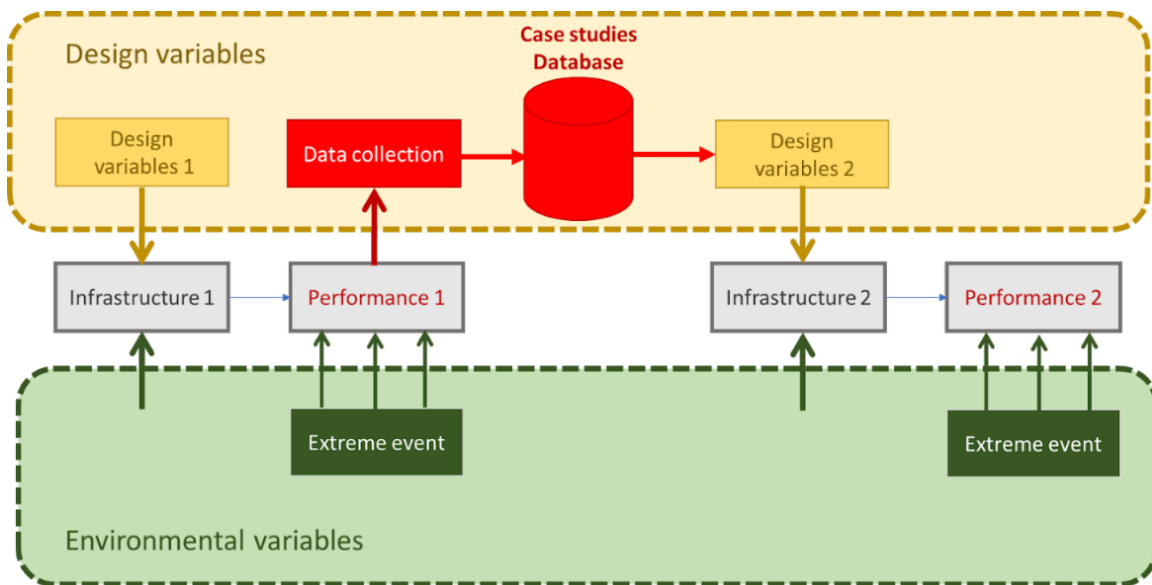 Case studies
Database
Design variables
Design
variables 1
Data collection
Design
variables 2
Infrastructure 1
Performance 1
Infrastructure 2
Performance 2
Extreme event
Extreme event
Environmental variables